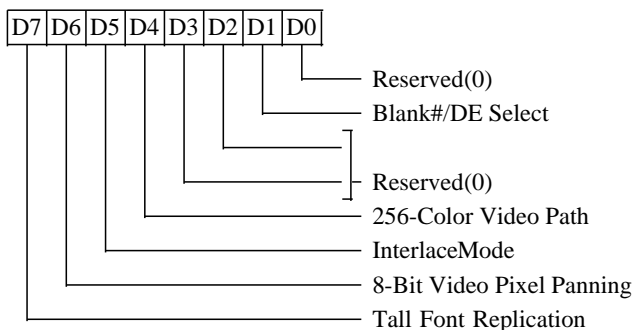 D7 D6 D5 D4 D3 D2 D1 D0
Reserved(0)
Blank#/DE Select
Reserved(0)
256-Color Video Path
InterlaceMode
8-Bit Video Pixel Panning
Tall Font Replication